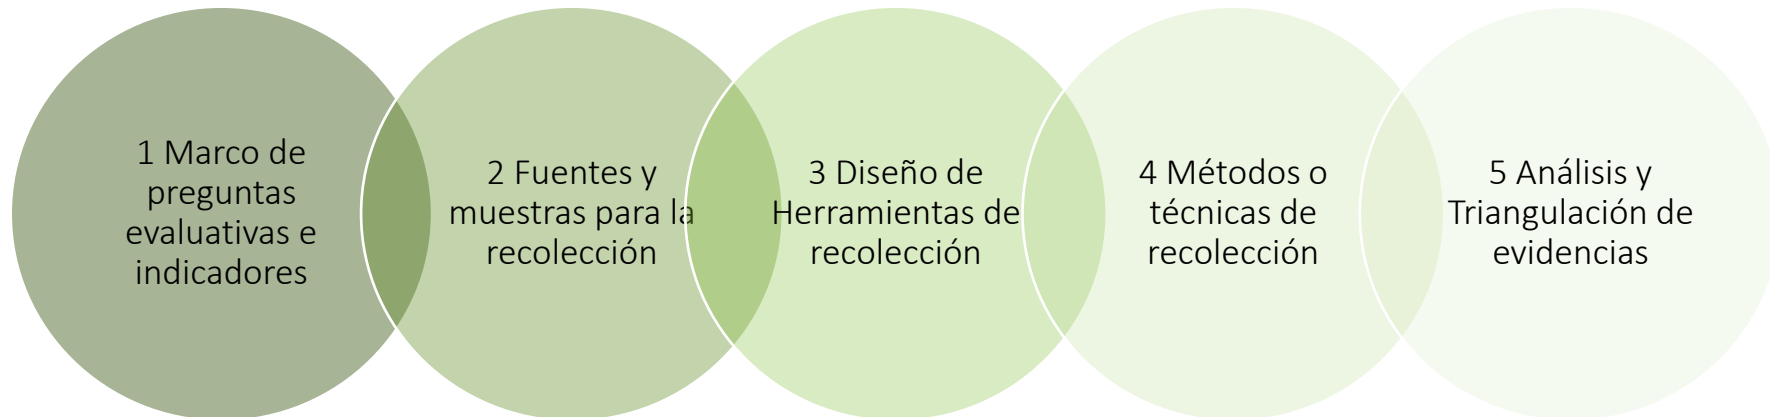 1 Marco de
preguntas
evaluativas e
indicadores
2 Fuentes y
muestras para la
recolección
3 Diseño de
Herramientas de
recolección
4 Métodos o
técnicas de
recolección
5 Análisis y
Triangulación de
evidencias